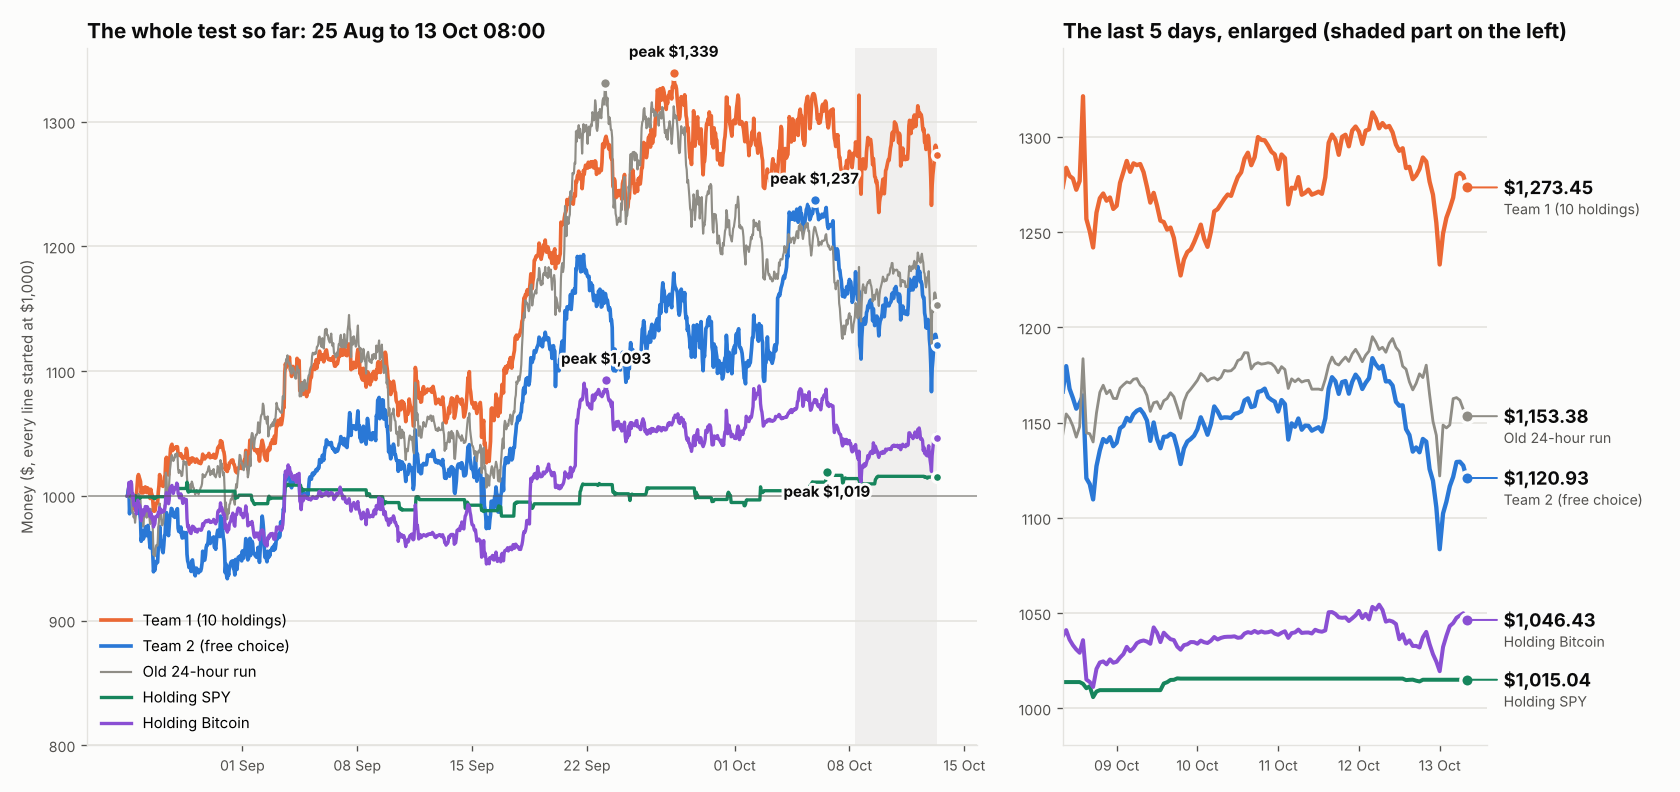 The whole test so far: 25 Aug to 13 Oct 08:00
peak $1,339
peak $1,237
peak $1,093
peak $1,019
Money ($, every line started at $1,000)
1300
1200
1100
1000
900
800
Team 1 (10 holdings)
Team 2 (free choice)
Old 24-hour run
Holding SPY
Holding Bitcoin
01 Sep
08 Sep
15 Sep
22 Sep
01 Oct
08 Oct
15 Oct
The last 5 days, enlarged (shaded part on the left)
1300
1250
1200
1150
1100
1050
1000
$1,273.45
Team 1 (10 holdings)
$1,153.38
Old 24-hour run
$1,120.93
Team 2 (free choice)
$1,046.43
Holding Bitcoin
$1,015.04
Holding SPY
09 Oct
10 Oct
11 Oct
12 Oct
13 Oct